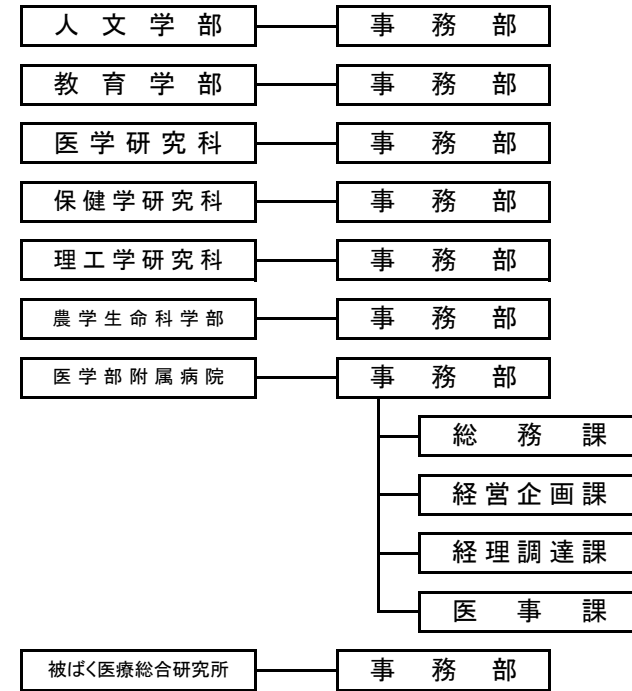 人文学部 事務部
教育学部 事務部
医学研究科 事務部
保健学研究科 事務部
理工学研究科 事務部
農学生命科学部 事務部
医学部附属病院 事務部
総務課
経営企画課
経理調達課
医事課
被ばく医療総合研究所 事務部